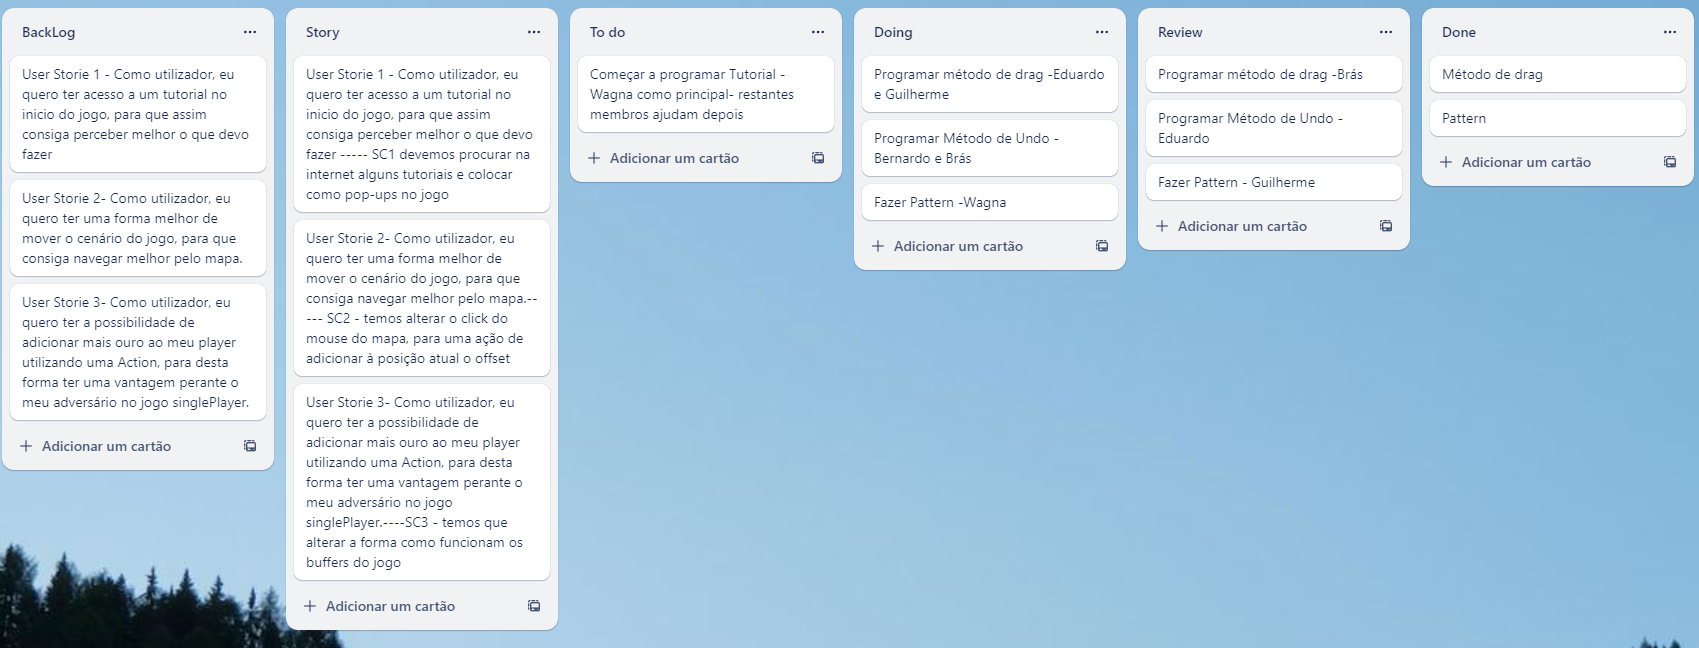 BackLog
User Storie 1 - Como utilizador, eu
quero ter acesso a um tutorial no
inicio do jogo, para que assim
consiga perceber melhor o que devo
fazer
User Storie 2- Como utilizador, eu
quero ter uma forma melhor de
mover o cenário do jogo, para que
consiga navegar melhor pelo mapa.
User Storie 3- Como utilizador, eu
quero ter a possibilidade de
adicionar mais ouro ao meu player
utilizando uma Action, para desta
forma ter uma vantagem perante o
meu adversário no jogo singlePlayer.
Adicionar um cartão
Story
User Storie 1 - Como utilizador, eu
quero ter acesso a um tutorial no
inicio do jogo, para que assim
consiga perceber melhor o que devo
fazer ----- SC1 devemos procurar na
internet alguns tutoriais e colocar
como pop-ups no jogo
User Storie 2- Como utilizador, eu
quero ter uma forma melhor de
mover o cenário do jogo, para que
consiga navegar melhor pelo mapa.--
--- SC2 - temos alterar o click do
mouse do mapa, para uma ação de
adicionar à posição atual o offset
User Storie 3- Como utilizador, eu
quero ter a possibilidade de
adicionar mais ouro ao meu player
utilizando uma Action, para desta
forma ter uma vantagem perante o
meu adversário no jogo
singlePlayer.----SC3 - temos que
alterar a forma como funcionam os
buffers do jogo
Adicionar um cartão
To do
Começar a programar Tutorial -
Wagna como principal- restantes
membros ajudam depois
Adicionar um cartão
Doing
Programar método de drag -Eduardo
e Guilherme
Programar Método de Undo -
Bernardo e Brás
Fazer Pattern -Wagna
Adicionar um cartão
Review
Programar método de drag -Brás
Programar Método de Undo -
Eduardo
Fazer Pattern - Guilherme
Adicionar um cartão
Done
Método de drag
Pattern
Adicionar um cartão